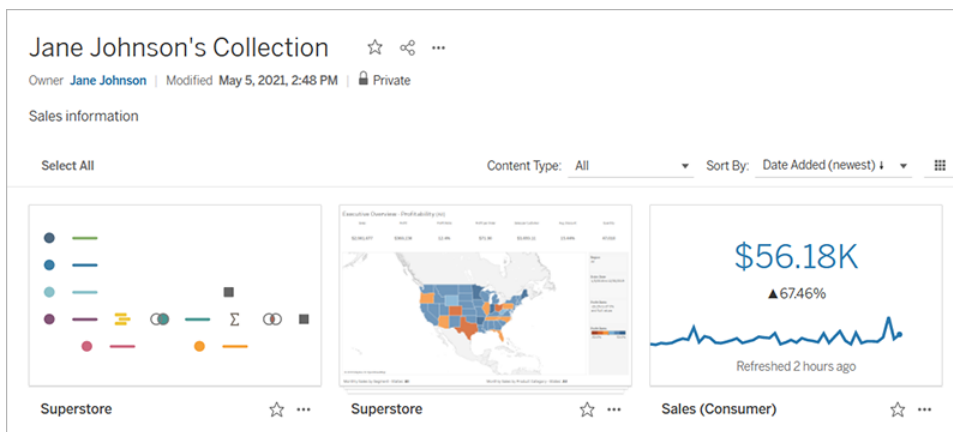 Jane Johnson's Collection
Owner Jane Johnson | Modified May 5, 2021, 2:48 PM | Private
Sales information
Select All
Content Type: All
Sort By: Date Added (newest)
Executive Overview - Profitability
$56.18K
▲67.46%
Refreshed 2 hours ago
Superstore
Superstore
Sales (Consumer)